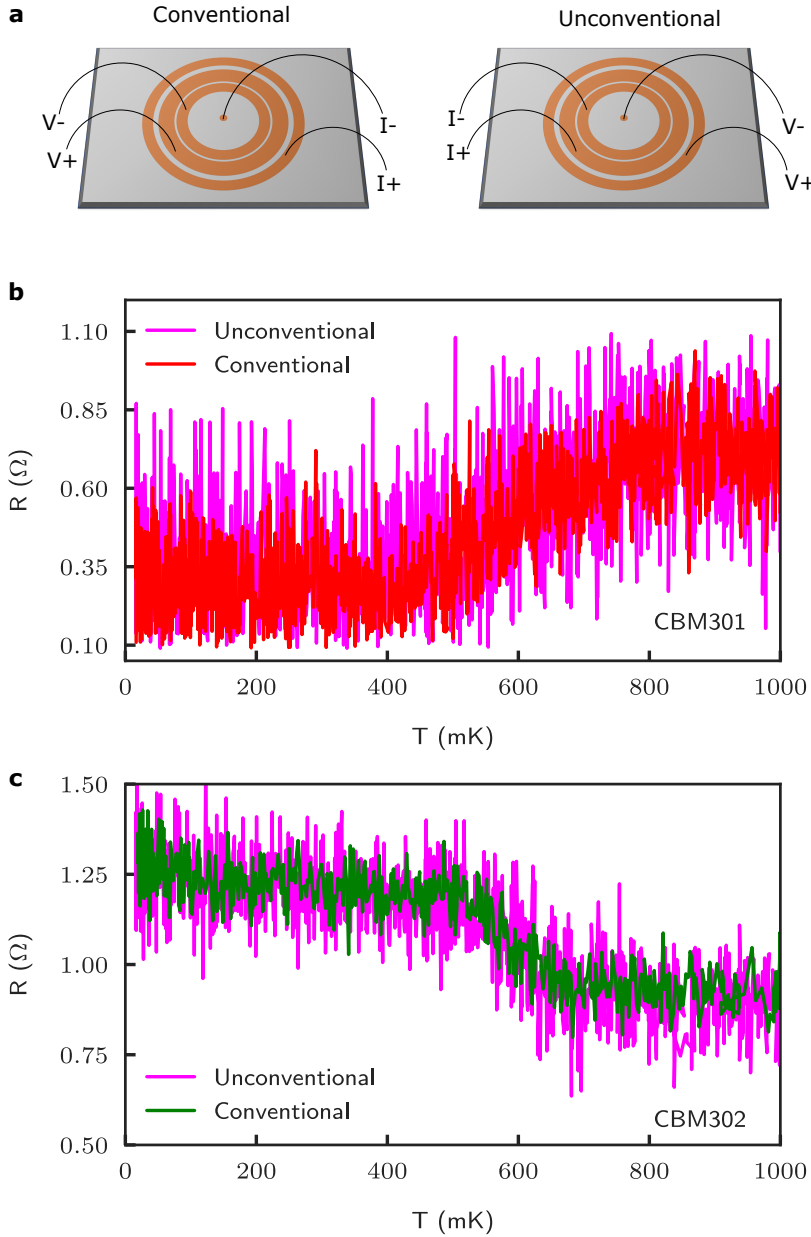 a
Conventional
Unconventional
V-
V+
I-
I+
I-
I+
V-
V+
b
1.10
0.85
0.60
0.35
0.10
R (Ω)
Unconventional
Conventional
CBM301
0
200
400
600
800
1000
T (mK)
c
1.50
1.25
1.00
0.75
0.50
R (Ω)
Unconventional
Conventional
CBM302
0
200
400
600
800
1000
T (mK)